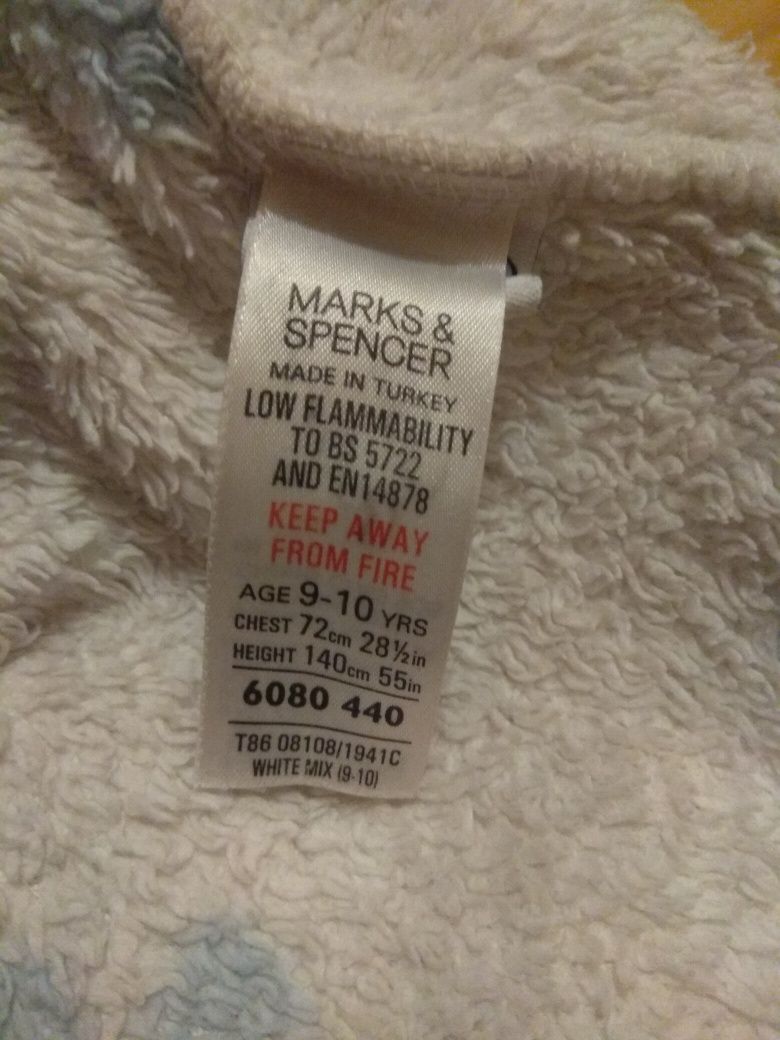 MARKS &
SPENCER
MADE IN TURKEY
LOW FLAMMABILITY
TO BS 5722
AND EN14878
KEEP AWAY
FROM FIRE
AGE 9-10 YRS
CHEST 72cm 28½in
HEIGHT 140cm 55in
6080 440
T86 08108/1941C
WHITE MIX (9-10)